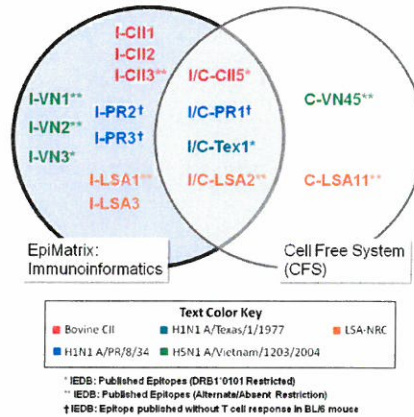 I-CII1
I-CII2
I-CII3**
I/C-CII5*
I-VN1**
I-PR2†
I/C-PR1†
C-VN45**
I-VN2**
I-PR3†
I/C-Tex1*
I-VN3*
I-LSA1**
I/C-LSA2**
C-LSA11**
I-LSA3
EpiMatrix:
Immunoinformatics
Cell Free System
(CFS)
Text Color Key
Bovine CII
H1N1 A/Texas/1/1977
LSA-NRC
H1N1 A/PR/8/34
H5N1 A/Vietnam/1203/2004
* IEDB: Published Epitopes (DRB1*0101 Restricted)
** IEDB: Published Epitopes (Alternate/Absent Restriction)
† IEDB: Epitope published without T cell response in BL/6 mouse